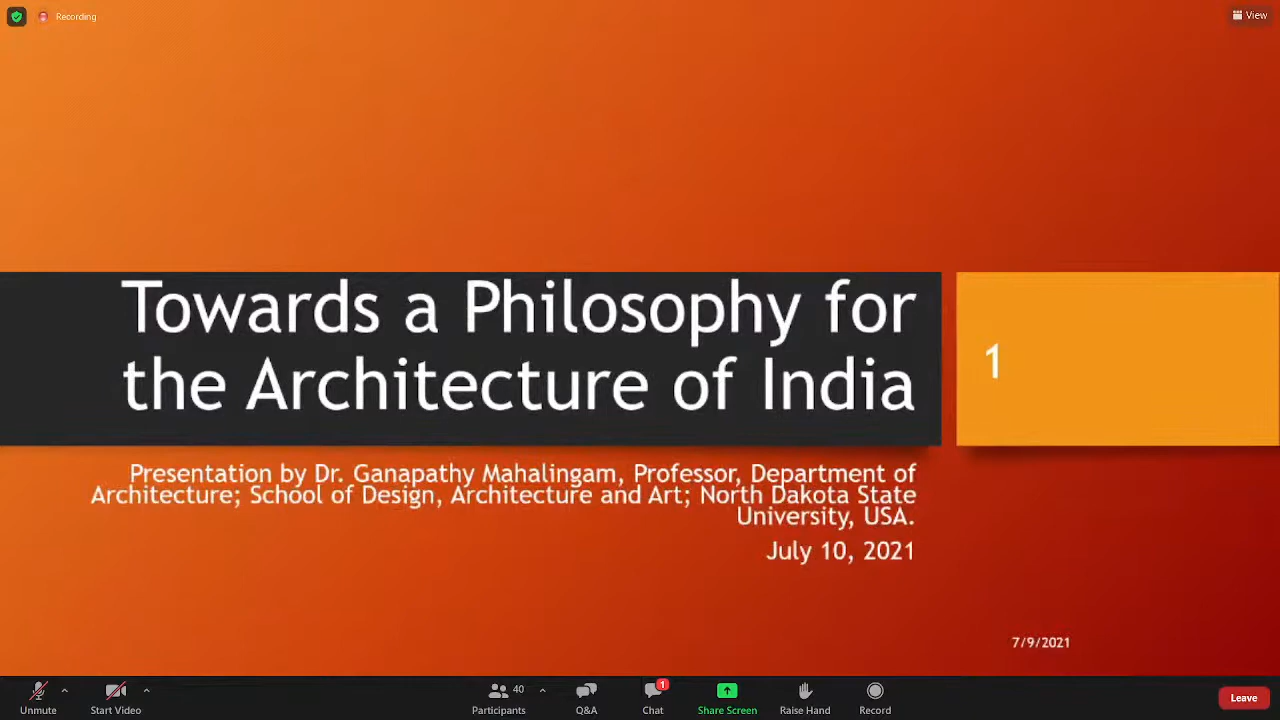 Recording
View
Towards a Philosophy for
the Architecture of India
1
Presentation by Dr. Ganapathy Mahalingam, Professor, Department of
Architecture; School of Design, Architecture and Art; North Dakota State
University, USA.
July 10, 2021
7/9/2021
Unmute
Start Video
40
Participants
Q&A
1
Chat
Share Screen
Raise Hand
Record
Leave